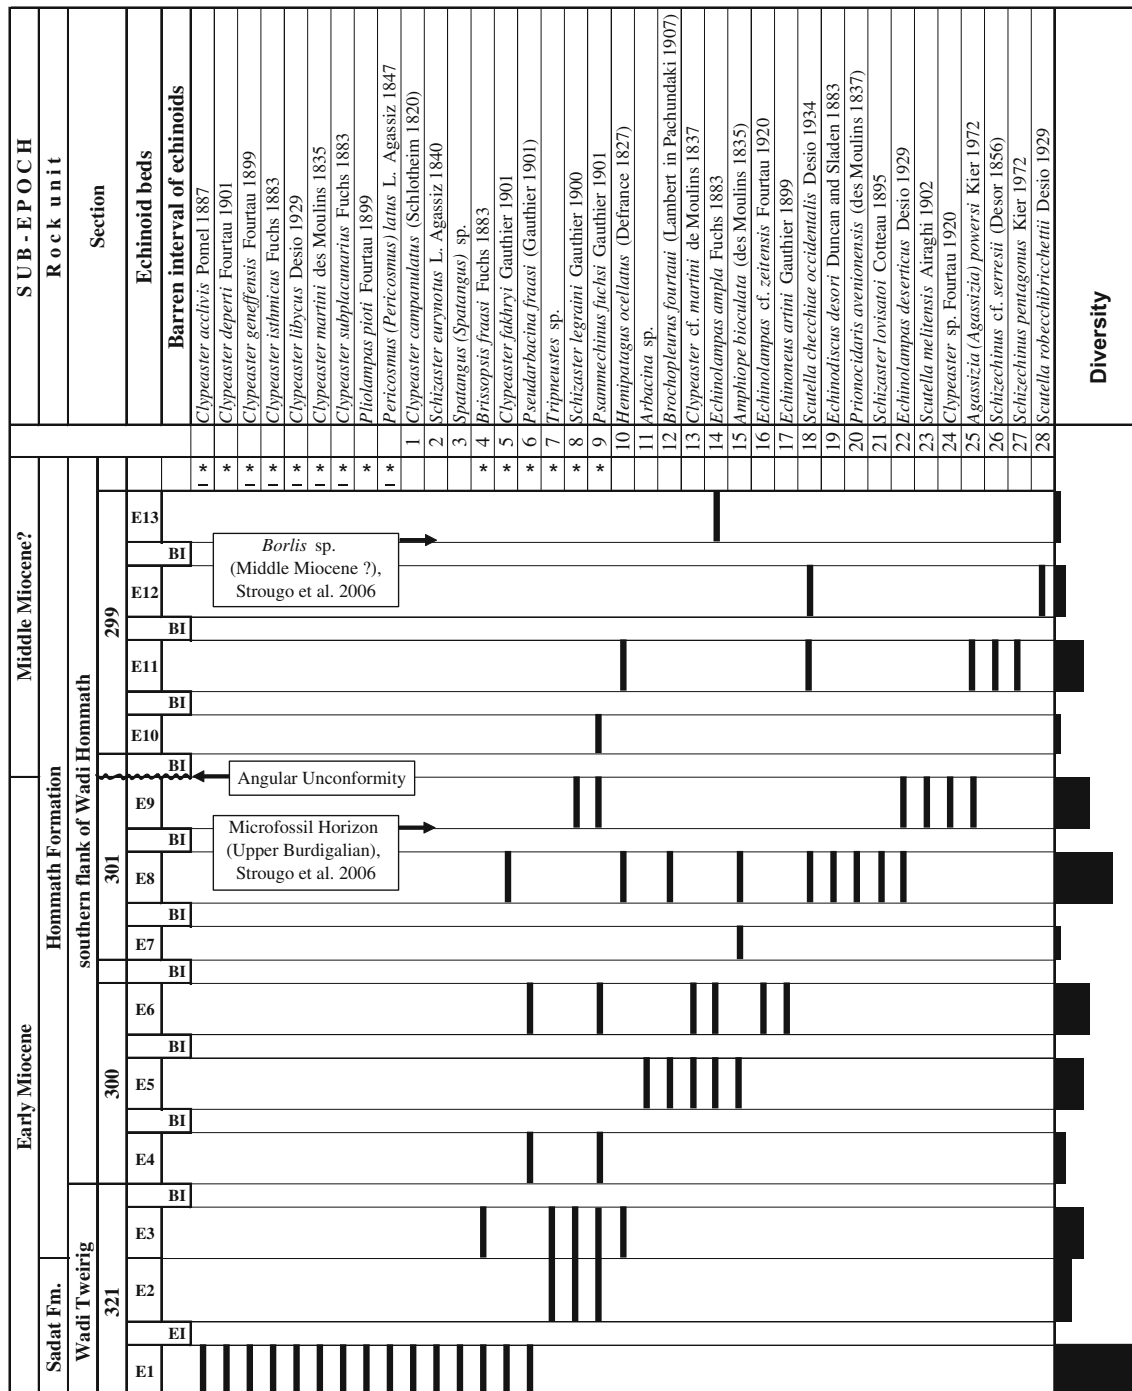 SUB-EPOCH
Rock unit
Section
Echinoid beds
Barren interval of echinoids
Clypeaster acclivis Pomel 1887
Clypeaster deperti Fourtau 1901
Clypeaster geneffensis Fourtau 1899
Clypeaster isthmicus Fuchs 1883
Clypeaster libycus Desio 1929
Clypeaster martini des Moulins 1835
Clypeaster subplacunarius Fuchs 1883
Pliolampas pioti Fourtau 1899
Pericosmus (Pericosmus) latus L. Agassiz 1847
Clypeaster campanulatus (Schlotheim 1820)
Schizaster eurynotus L. Agassiz 1840
Spatangus (Spatangus) sp.
Brissopsis fraasi Fuchs 1883
Clypeaster fakhryi Gauthier 1901
Pseudarbacina fraasi (Gauthier 1901)
Tripneustes sp.
Schizaster legraini Gauthier 1900
Psammechinus fuchsi Gauthier 1901
Hemipatagus ocellatus (Defrance 1827)
Arbacina sp.
Brochopleurus fourtaui (Lambert in Pachundaki 1907)
Clypeaster cf. martini de Moulins 1837
Echinolampas ampla Fuchs 1883
Amphiope bioculata (des Moulins 1835)
Echinolampas cf. zeitensis Fourtau 1920
Echinoneus artini Gauthier 1899
Scutella checchiae occidentalis Desio 1934
Echinodiscus desori Duncan and Sladen 1883
Prionocidaris avenionensis (des Moulins 1837)
Schizaster lovisatoi Cotteau 1895
Echinolampas deserticus Desio 1929
Scutella melitensis Airaghi 1902
Clypeaster sp. Fourtau 1920
Agassizia (Agassizia) powersi Kier 1972
Schizechinus cf. serresii (Desor 1856)
Schizechinus pentagonus Kier 1972
Scutella robecchibricchettii Desio 1929
Diversity
1 2 3 4 5 6 7 8 9 10 11 12 13 14 15 16 17 18 19 20 21 22 23 24 25 26 27 28
– * * – * – * – * – * – * * – * * * * * * *
Middle Miocene?
Early Miocene
Hommath Formation
Sadat Fm.
southern flank of Wadi Hommath
Wadi Tweirig
299
301
300
321
E13
BI
E12
BI
E11
BI
E10
BI
E9
BI
E8
BI
E7
BI
E6
BI
E5
BI
E4
BI
E3
E2
EI
E1
Borlis sp.
(Middle Miocene ?),
Strougo et al. 2006
Angular Unconformity
Microfossil Horizon
(Upper Burdigalian),
Strougo et al. 2006